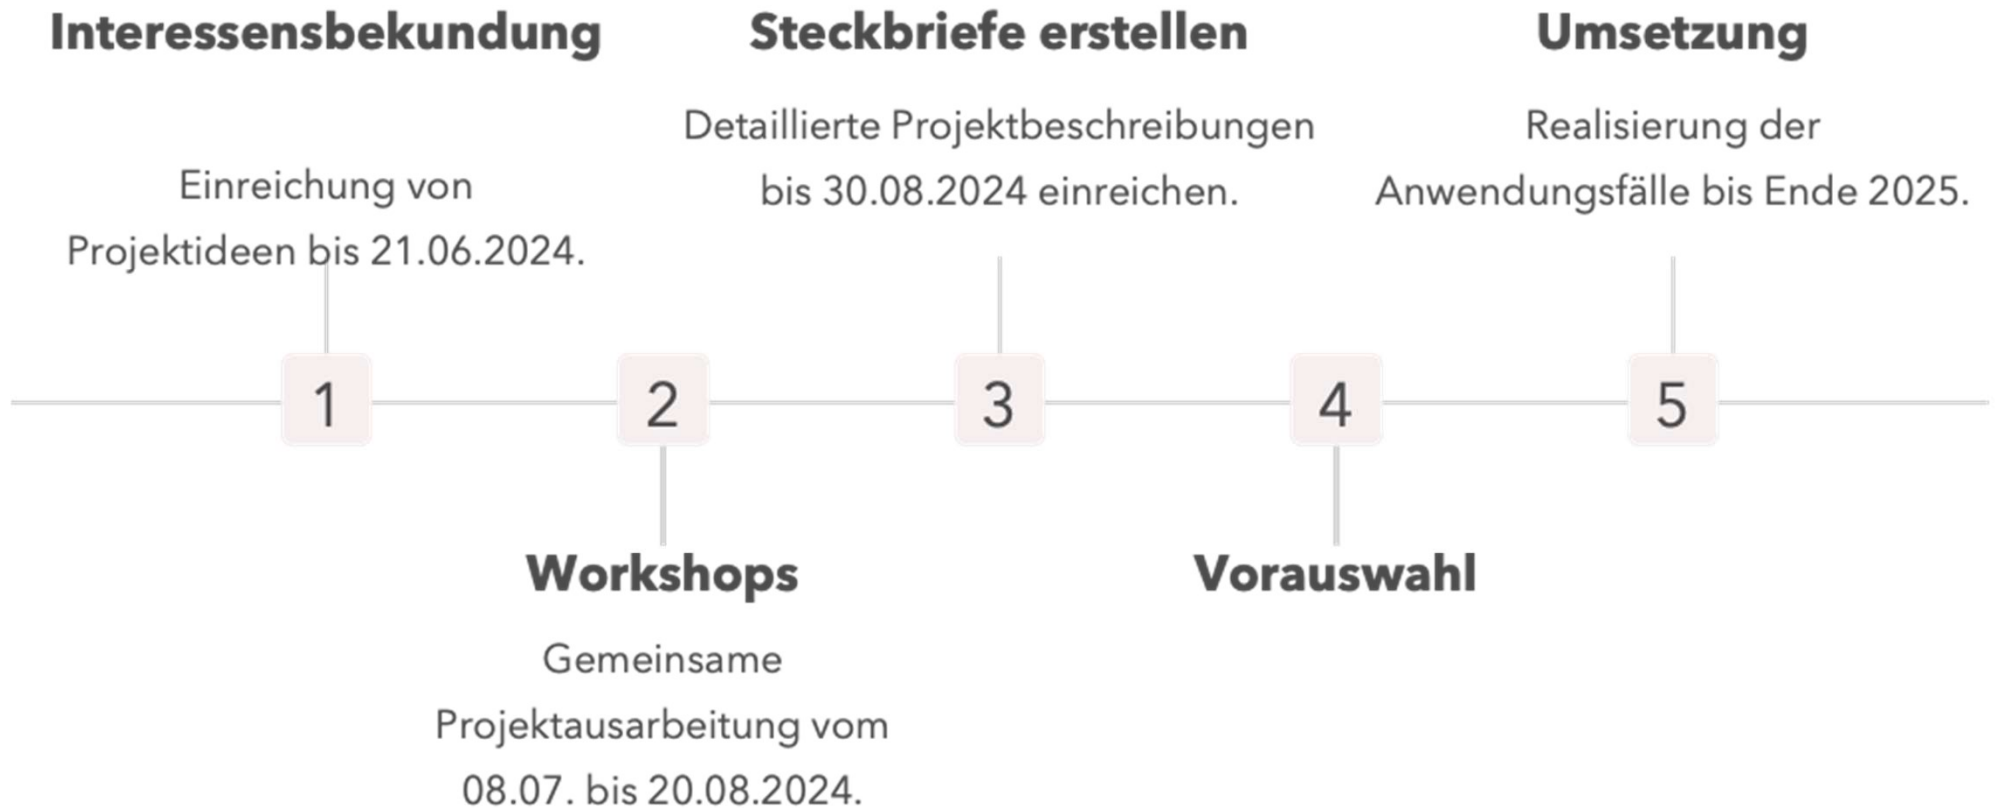 Interessensbekundung
Einreichung von
Projektideen bis 21.06.2024.
Steckbriefe erstellen
Detaillierte Projektbeschreibungen
bis 30.08.2024 einreichen.
Umsetzung
Realisierung der
Anwendungsfälle bis Ende 2025.
1
2
3
4
5
Workshops
Gemeinsame
Projektausarbeitung vom
08.07. bis 20.08.2024.
Vorauswahl